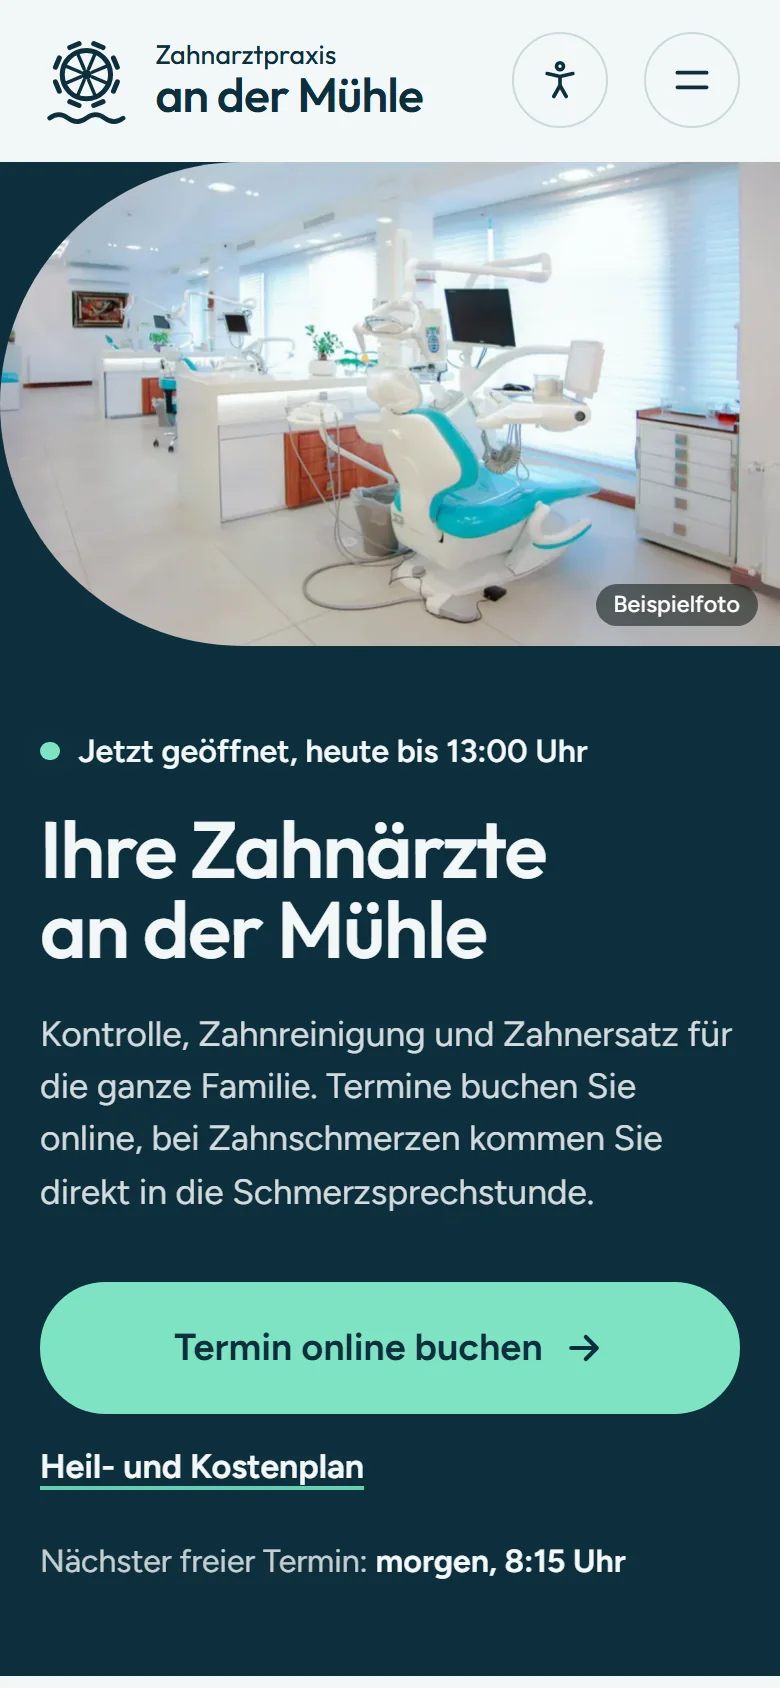 Zahnarztpraxis
an der Mühle
Beispielfoto
Jetzt geöffnet, heute bis 13:00 Uhr
Ihre Zahnärzte
an der Mühle
Kontrolle, Zahnreinigung und Zahnersatz für
die ganze Familie. Termine buchen Sie
online, bei Zahnschmerzen kommen Sie
direkt in die Schmerzsprechstunde.
Termin online buchen →
Heil- und Kostenplan
Nächster freier Termin: morgen, 8:15 Uhr